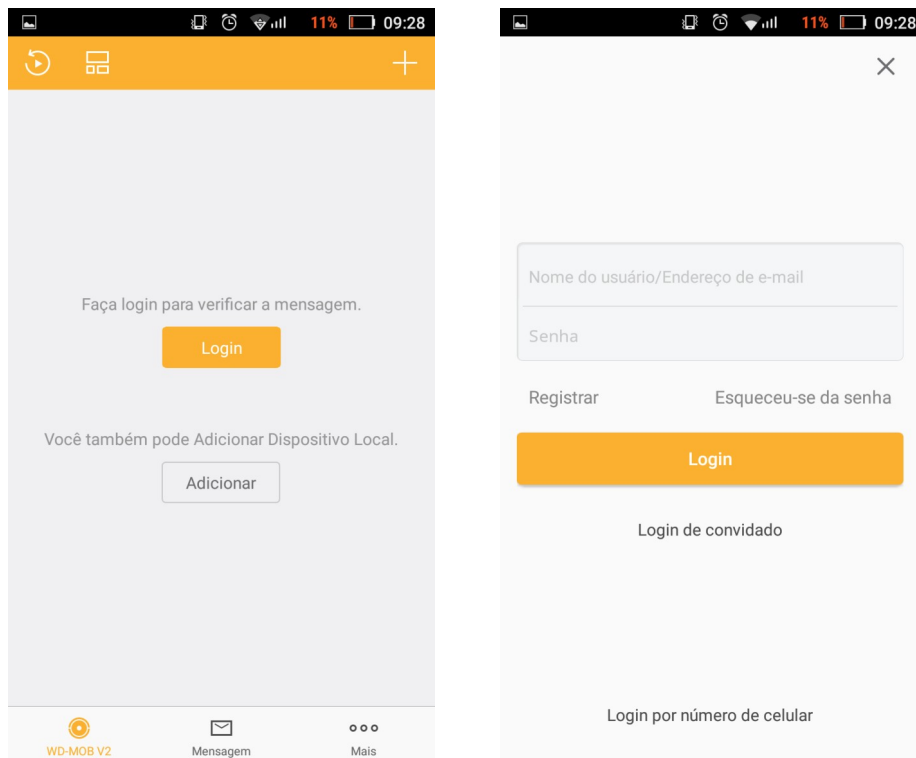 11% 09:28
Faça login para verificar a mensagem.
Login
Você também pode Adicionar Dispositivo Local.
Adicionar
WD-MOB V2
Mensagem
Mais
11% 09:28
Nome do usuário/Endereço de e-mail
Senha
Registrar
Esqueceu-se da senha
Login
Login de convidado
Login por número de celular